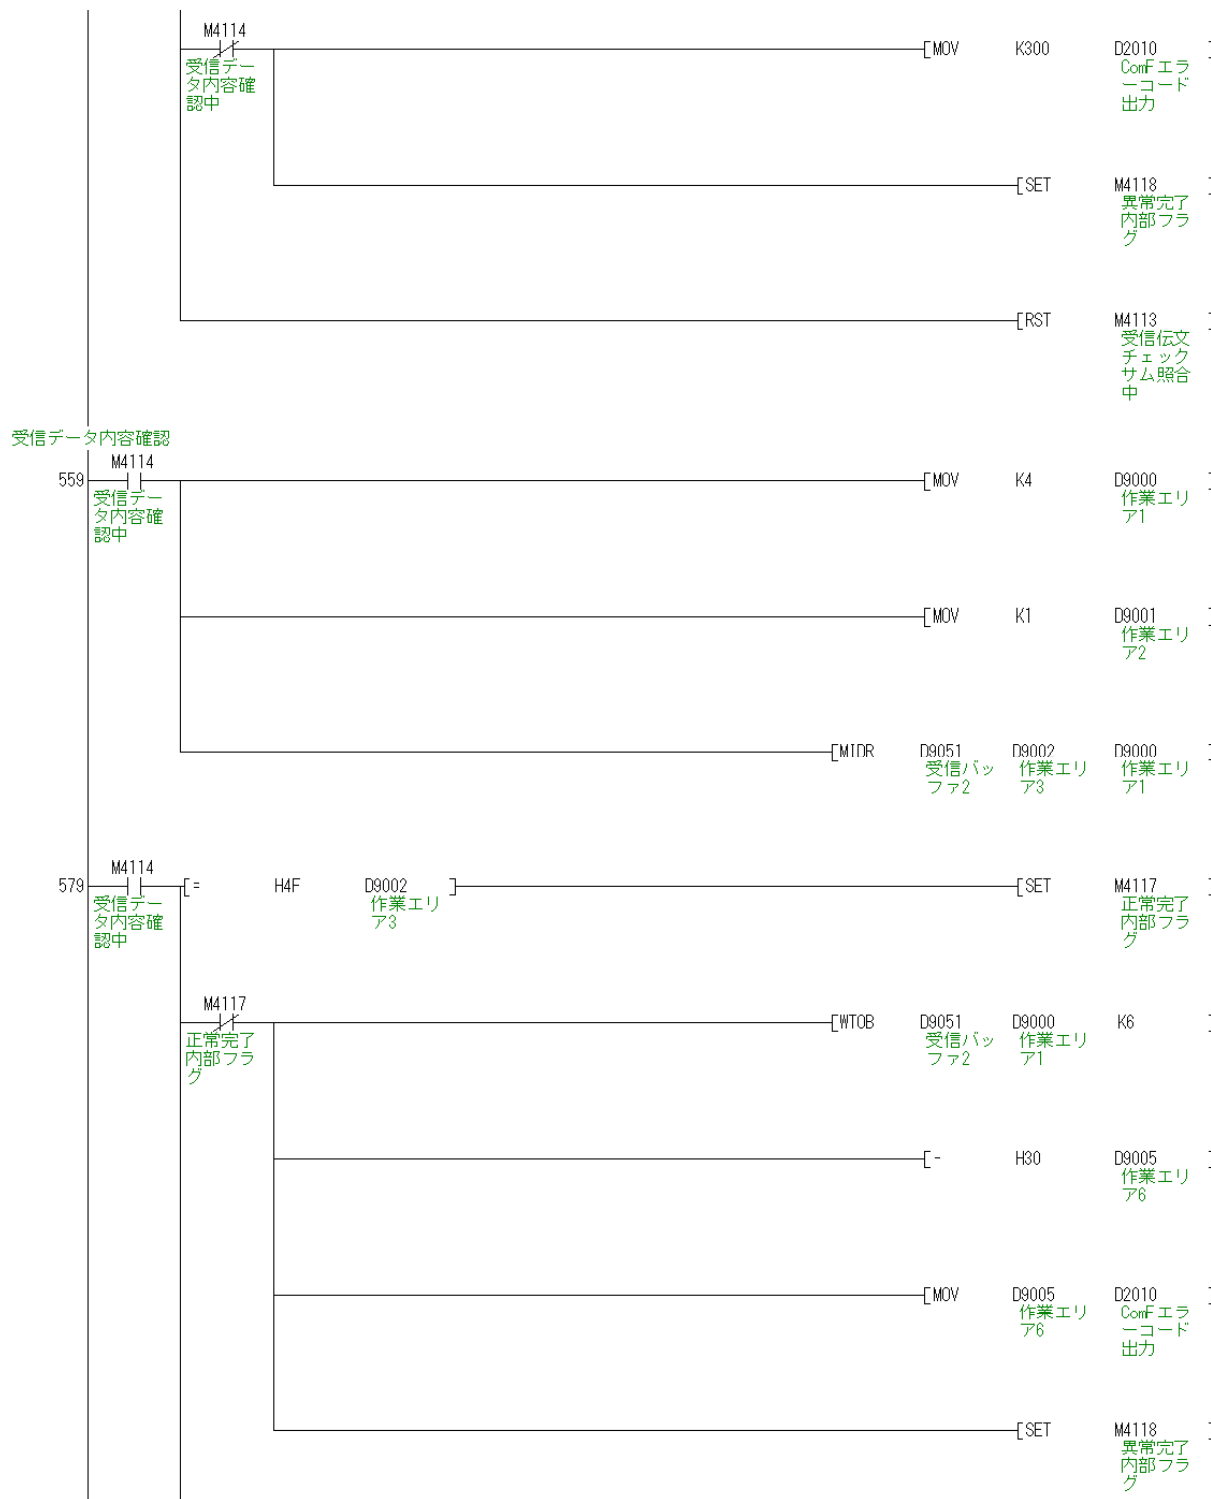 M4114
[MOV K300 D2010 ]
受信デー
タ内容確
認中
ComFエラ
ーコード
出力
[SET M4118 ]
異常完了
内部フラ
グ
[RST M4113 ]
受信伝文
チェック
サム照合
中
受信データ内容確認
M4114
559 [MOV K4 D9000 ]
受信デー
タ内容確
認中
作業エリ
ア1
[MOV K1 D9001 ]
作業エリ
ア2
[MIDR D9051 D9002 D9000 ]
受信バッ 作業エリ 作業エリ
ファ2 ア3 ア1
M4114
579 [= H4F D9002 ] [SET M4117 ]
受信デー 作業エリ 正常完了
タ内容確 ア3 内部フラ
認中 グ
M4117
[WTOB D9051 D9000 K6 ]
正常完了 受信バッ 作業エリ
内部フラ ファ2 ア1
グ
[- H30 D9005 ]
作業エリ
ア6
[MOV D9005 D2010 ]
作業エリ ComFエラ
ア6 ーコード
出力
[SET M4118 ]
異常完了
内部フラ
グ